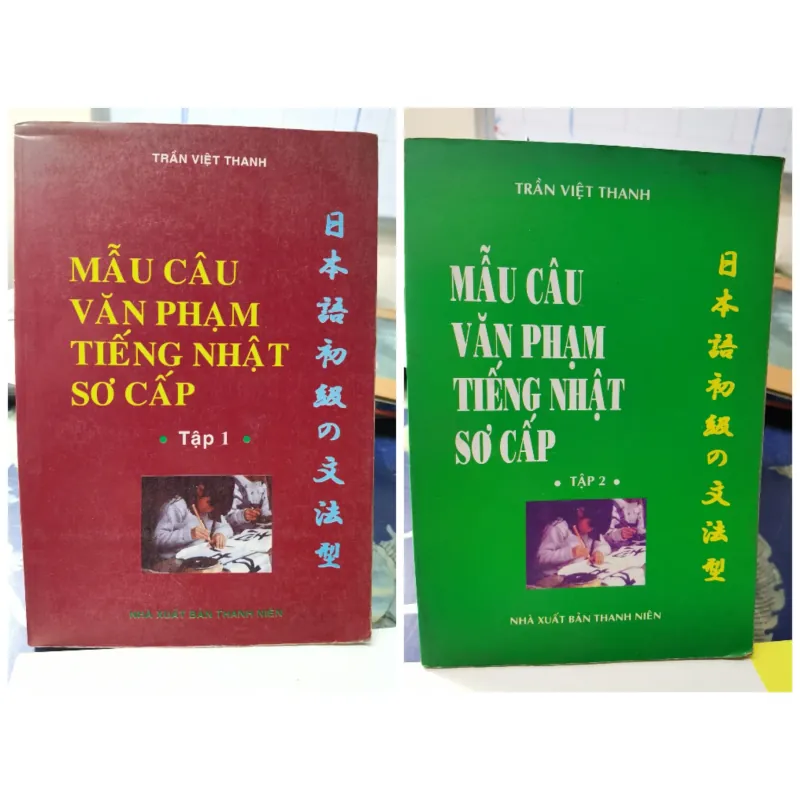 TRẦN VIỆT THANH
MẪU CÂU
VĂN PHẠM
TIẾNG NHẬT
SƠ CẤP
• Tập 1 •
日本語初級の文法型
NHÀ XUẤT BẢN THANH NIÊN
TRẦN VIỆT THANH
MẪU CÂU
VĂN PHẠM
TIẾNG NHẬT
SƠ CẤP
• TẬP 2 •
日本語初級の文法型
NHÀ XUẤT BẢN THANH NIÊN